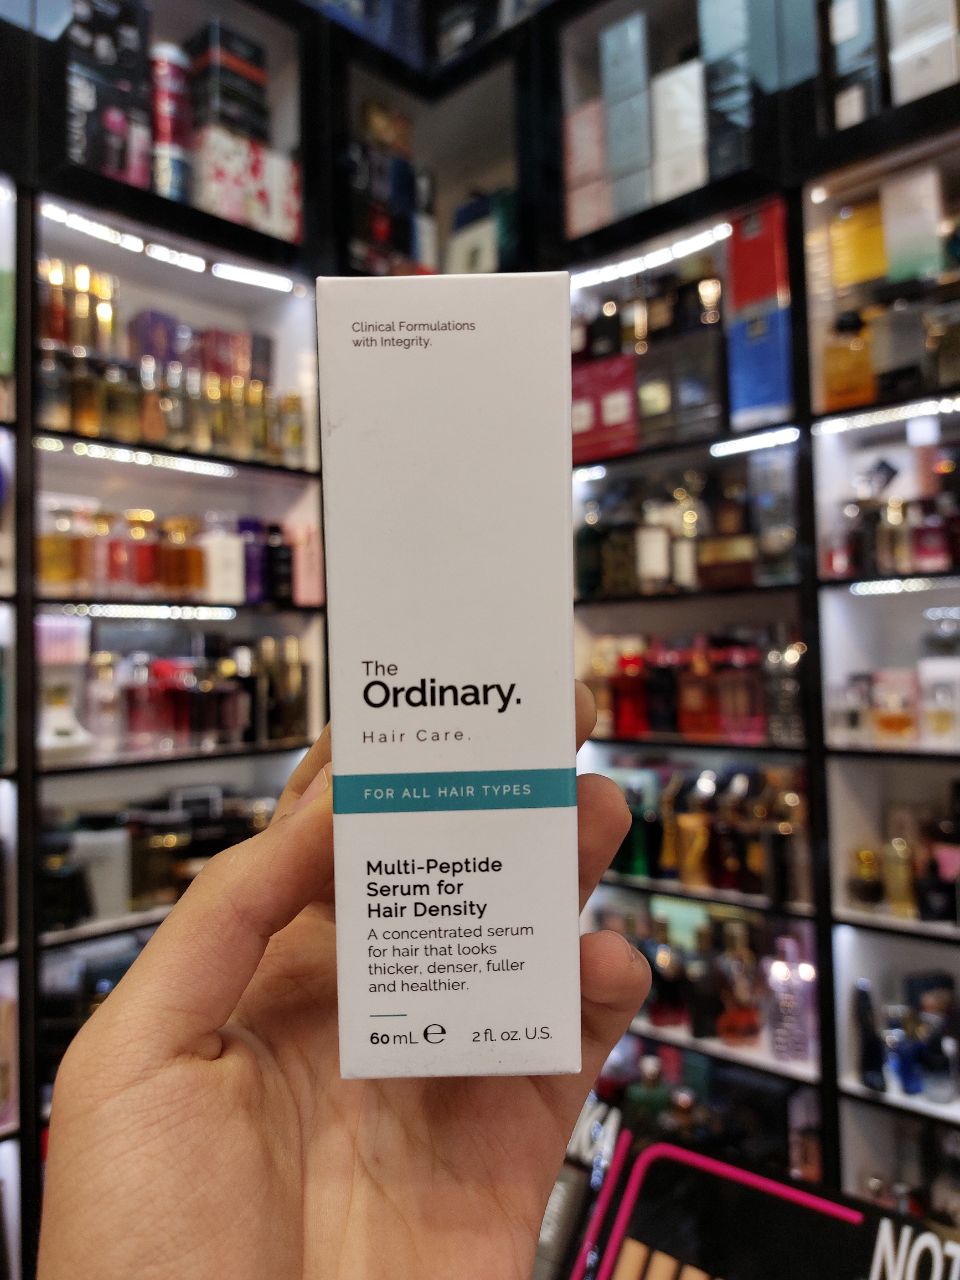 Clinical Formulations
with Integrity.
The
Ordinary.
Hair Care.
FOR ALL HAIR TYPES
Multi-Peptide
Serum for
Hair Density
A concentrated serum
for hair that looks
thicker, denser, fuller
and healthier.
60 mL ℮ 2 fl. oz. U.S.